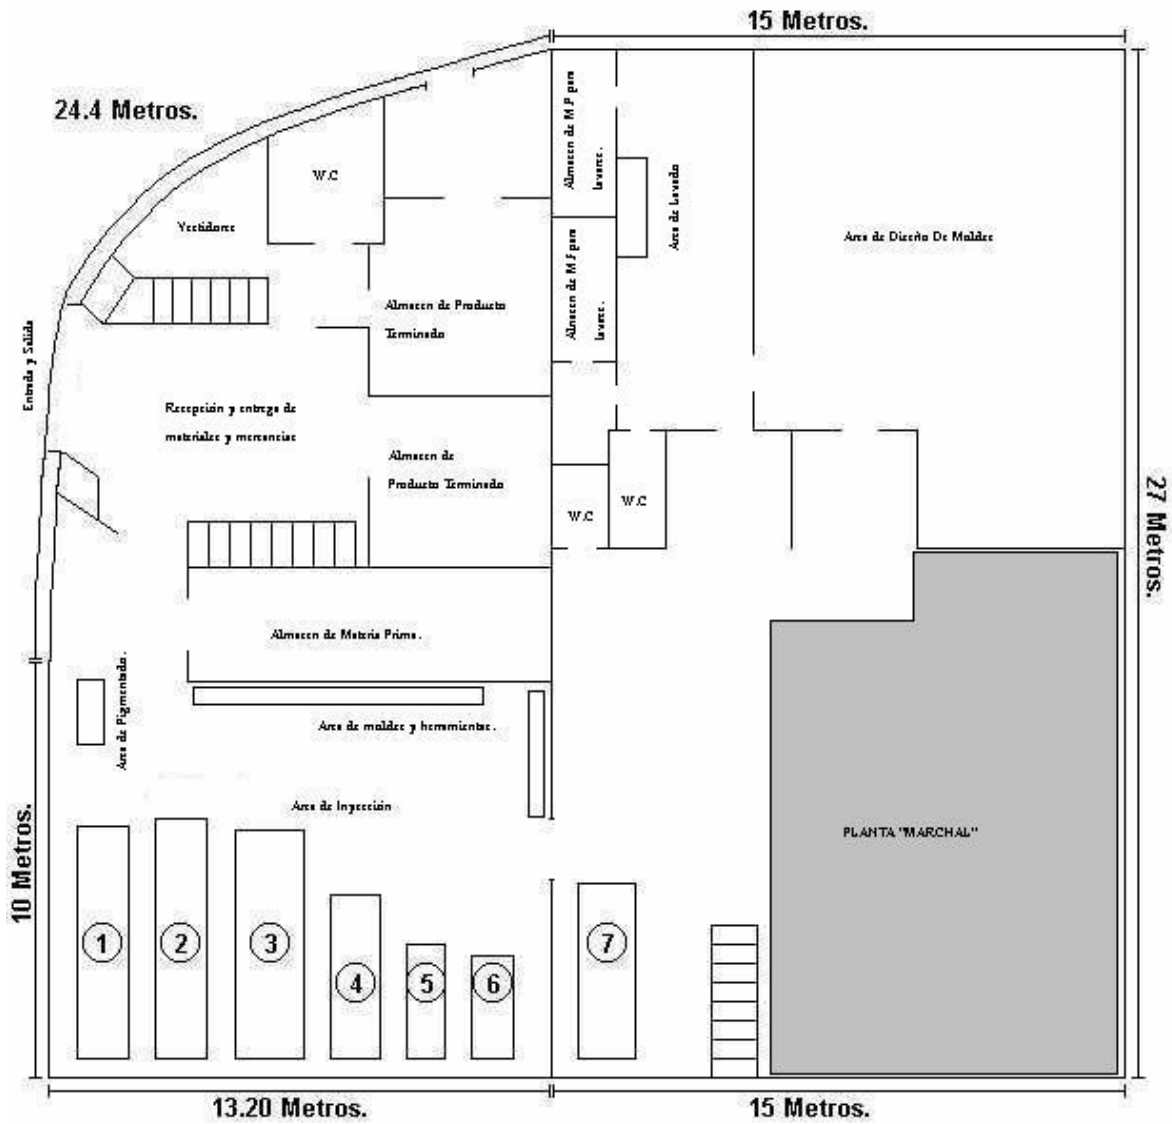 15 Metros.
24.4 Metros.
W.C
Almacen de M.P para
lavarse.
Area de Lavado
Vestidores
Area de Diseño De Moldes
Almacen de Producto
Terminado
Almacen de M.P para
lavarse.
Entrada y Salida
Recepción y entrega de
materiales y mercancias
Almacen de
Producto Terminado
W.C
W.C
27 Metros.
Almacen de Materia Prima.
Area de Pigmentado.
Area de moldes y herramientas.
Area de Inyección
PLANTA "MARCHAL"
10 Metros.
1
2
3
4
5
6
7
13.20 Metros.
15 Metros.